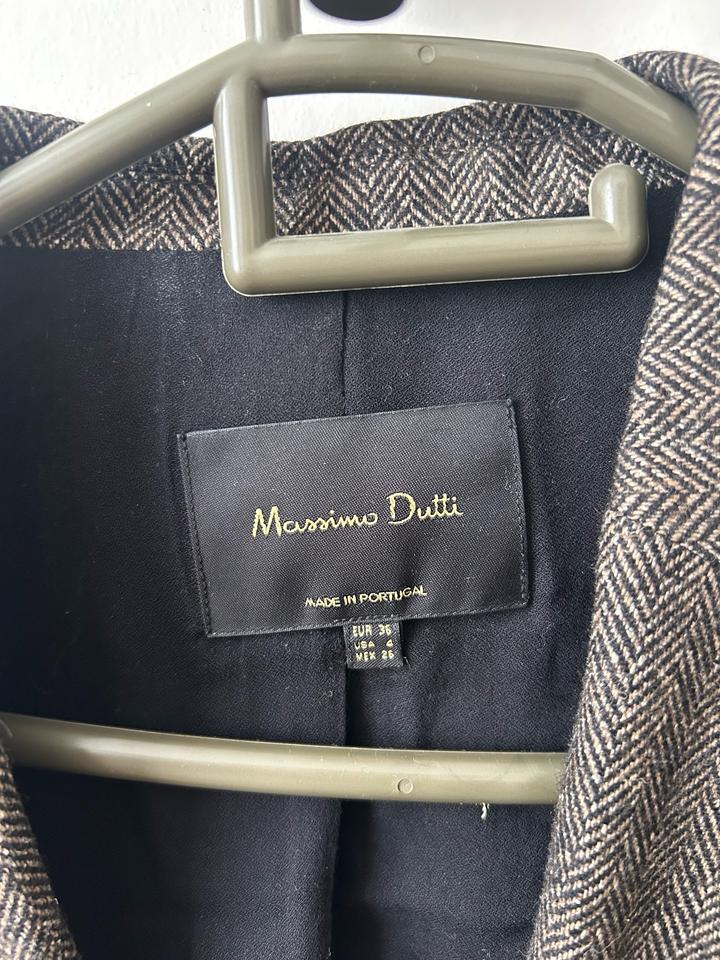 Massimo Dutti
MADE IN PORTUGAL
EUR 36
USA 4
MEX 26